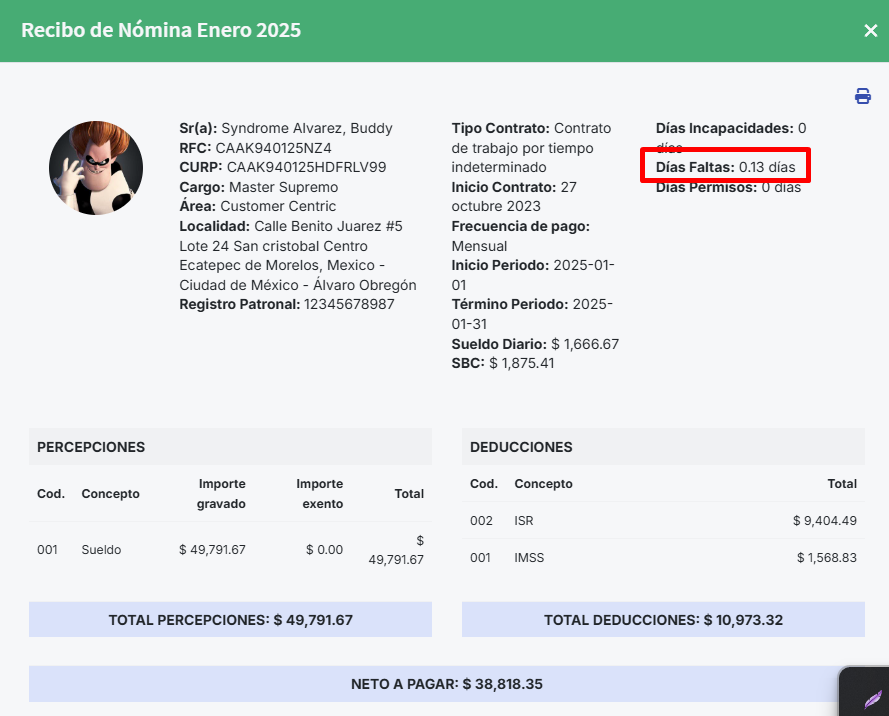 Recibo de Nómina Enero 2025
Sr(a): Syndrome Alvarez, Buddy
RFC: CAAK940125NZ4
CURP: CAAK940125HDFRLV99
Cargo: Master Supremo
Área: Customer Centric
Localidad: Calle Benito Juarez #5
Lote 24 San cristobal Centro
Ecatepec de Morelos, Mexico -
Ciudad de México - Álvaro Obregón
Registro Patronal: 12345678987
Tipo Contrato: Contrato
de trabajo por tiempo
indeterminado
Inicio Contrato: 27
octubre 2023
Frecuencia de pago:
Mensual
Inicio Periodo: 2025-01-
01
Término Periodo: 2025-
01-31
Sueldo Diario: $ 1,666.67
SBC: $ 1,875.41
Días Incapacidades: 0
días
Días Faltas: 0.13 días
Días Permisos: 0 días
PERCEPCIONES
Cod. Concepto Importe gravado Importe exento Total
001 Sueldo $ 49,791.67 $ 0.00 $ 49,791.67
TOTAL PERCEPCIONES: $ 49,791.67
DEDUCCIONES
Cod. Concepto Total
002 ISR $ 9,404.49
001 IMSS $ 1,568.83
TOTAL DEDUCCIONES: $ 10,973.32
NETO A PAGAR: $ 38,818.35